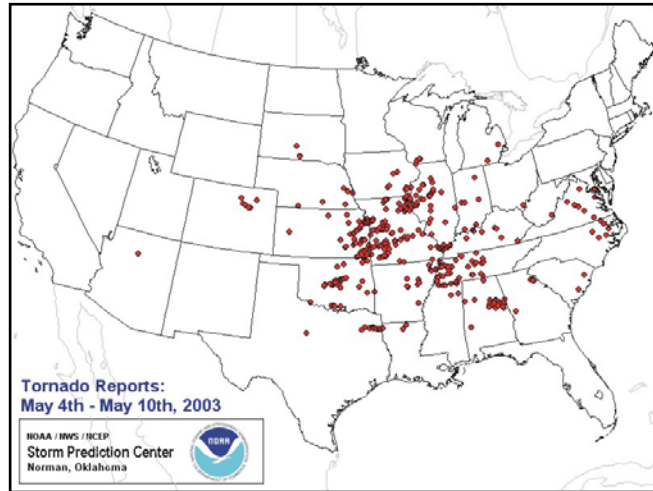 Tornado Reports:
May 4th - May 10th, 2003
NOAA / NWS / NCEP
Storm Prediction Center
Norman, Oklahoma
NOAA